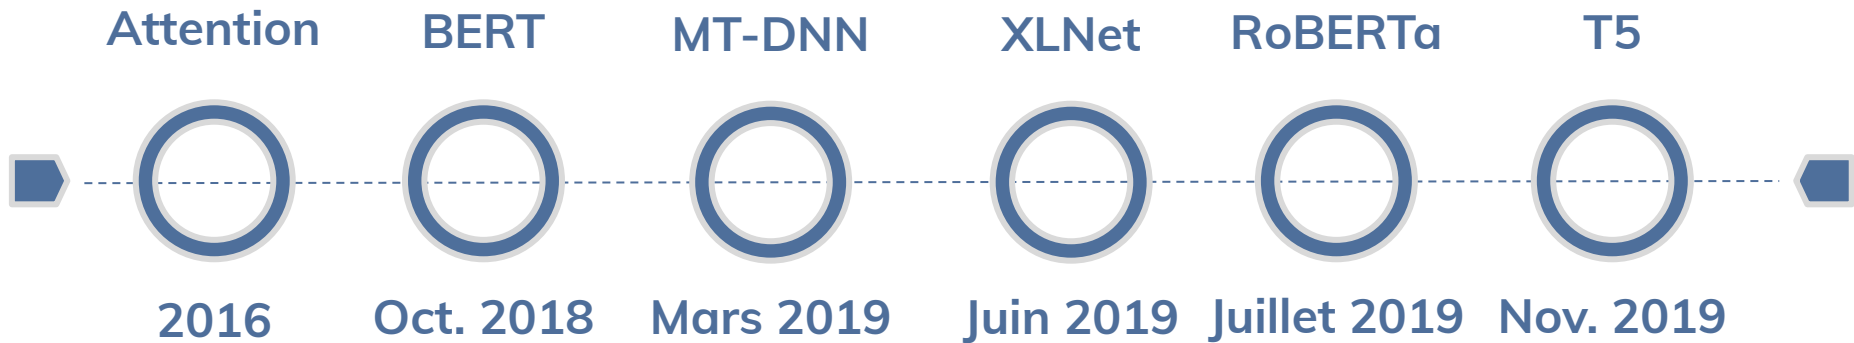 Attention BERT MT-DNN XLNet RoBERTa T5
2016 Oct. 2018 Mars 2019 Juin 2019 Juillet 2019 Nov. 2019